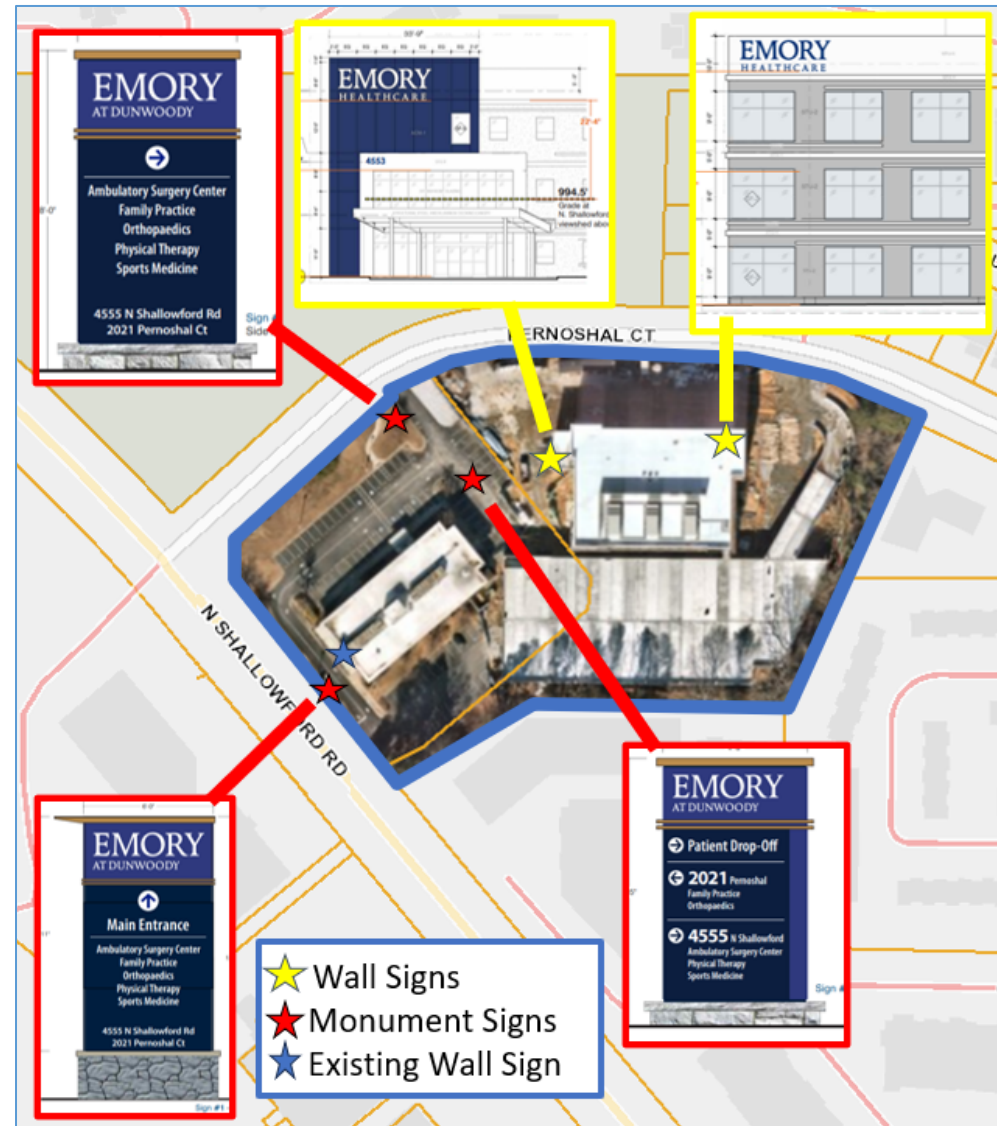 EMORY
AT DUNWOODY
Ambulatory Surgery Center
Family Practice
Orthopaedics
Physical Therapy
Sports Medicine
4555 N Shallowford Rd
2021 Pernoshal Ct
8'-0"
Sign #
Side
EMORY
HEALTHCARE
4553
22'-4"
994.5'
Grade at
N. Shallowford
viewshed
EMORY
HEALTHCARE
PERNOSHAL CT
N SHALLOWFORD RD
EMORY
AT DUNWOODY
Main Entrance
Ambulatory Surgery Center
Family Practice
Orthopaedics
Physical Therapy
Sports Medicine
4555 N Shallowford Rd
2021 Pernoshal Ct
Sign #1
EMORY
AT DUNWOODY
Patient Drop-Off
2021 Pernoshal
Family Practice
Orthopaedics
4555 N Shallowford
Ambulatory Surgery Center
Physical Therapy
Sports Medicine
Sign #
Wall Signs
Monument Signs
Existing Wall Sign